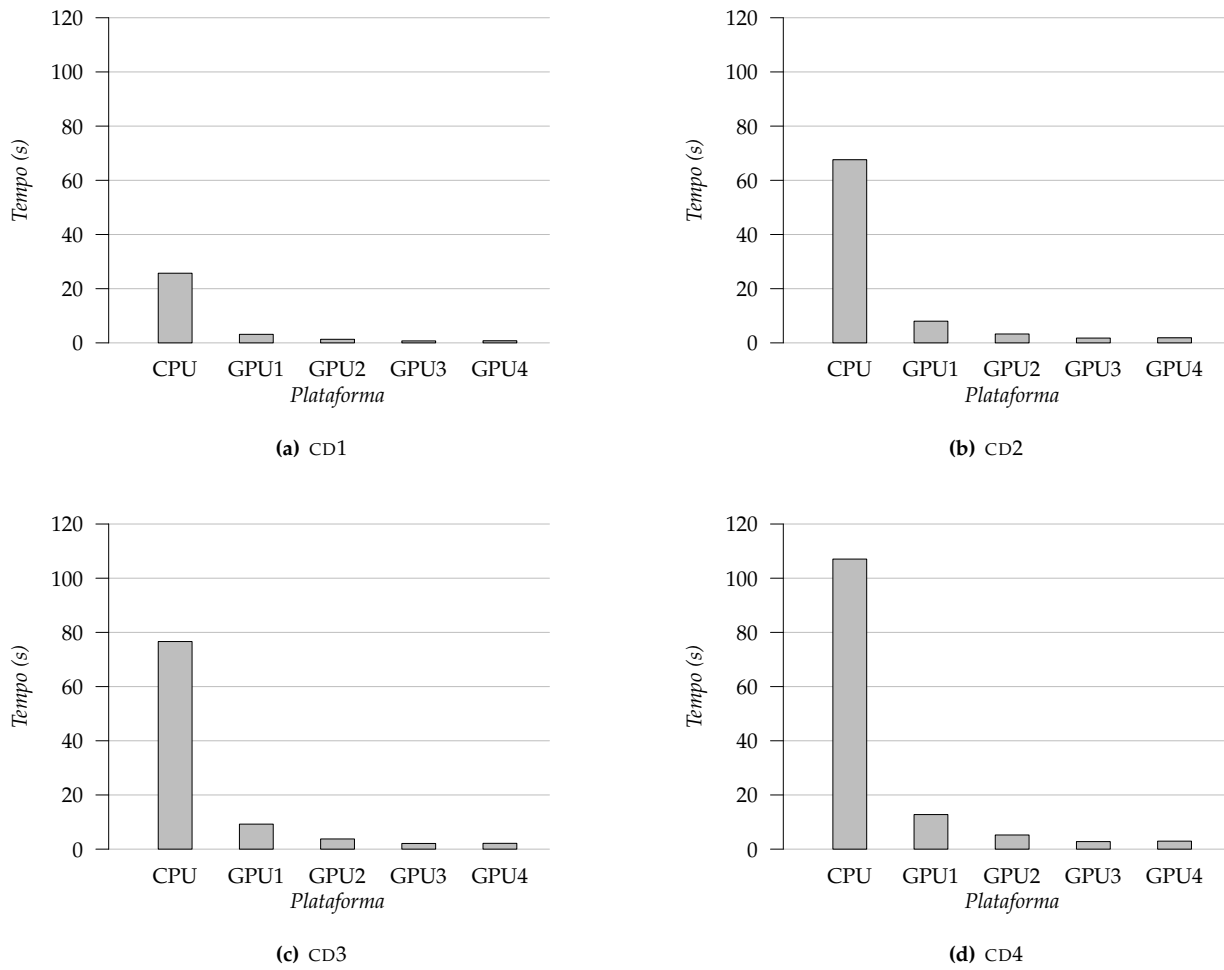 120
100
80
60
40
20
0
Tempo (s)
CPU GPU1 GPU2 GPU3 GPU4
Plataforma
(a) CD1
120
100
80
60
40
20
0
Tempo (s)
CPU GPU1 GPU2 GPU3 GPU4
Plataforma
(b) CD2
120
100
80
60
40
20
0
Tempo (s)
CPU GPU1 GPU2 GPU3 GPU4
Plataforma
(c) CD3
120
100
80
60
40
20
0
Tempo (s)
CPU GPU1 GPU2 GPU3 GPU4
Plataforma
(d) CD4